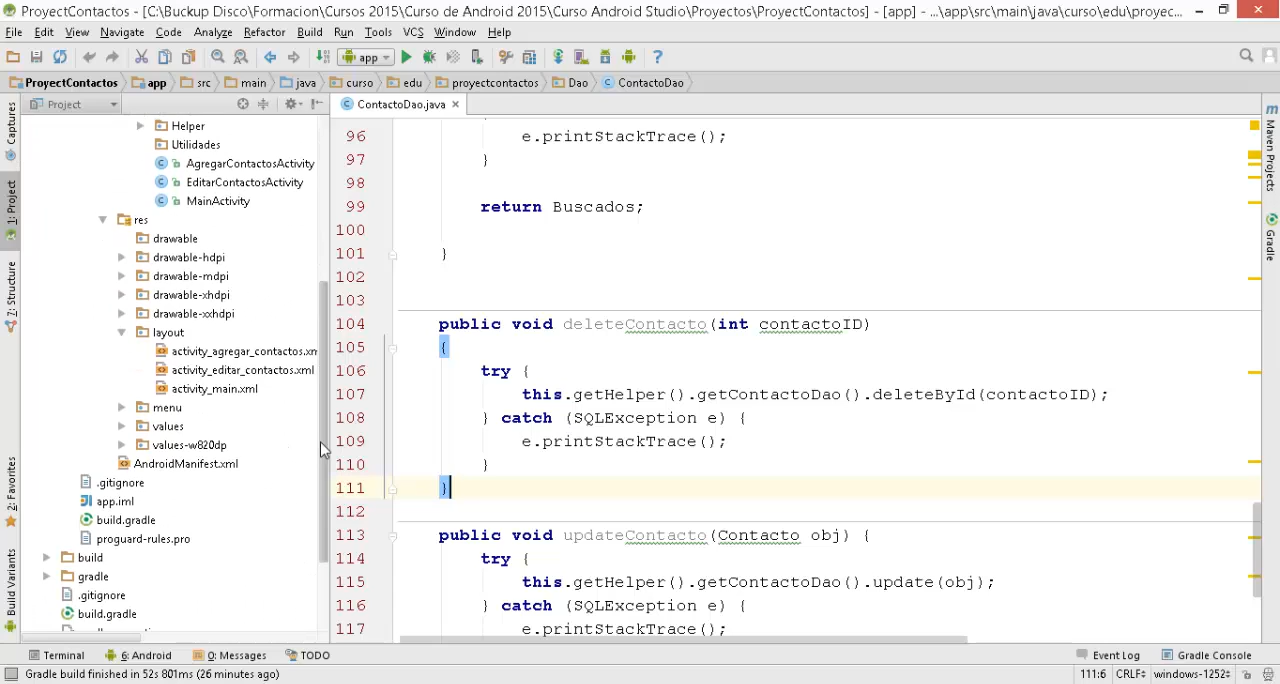 ProyectContactos - [C:\Buckup Disco\Formacion\Cursos 2015\Curso de Android 2015\Curso Android Studio\Proyectos\ProyectContactos] - [app] - ...\app\src\main\java\curso\edu\proyec...
File Edit View Navigate Code Analyze Refactor Build Run Tools VCS Window Help
app
ProyectContactos app src main java curso edu proyectcontactos Dao ContactoDao
Project
ContactoDao.java
Captures
1: Project
7: Structure
2: Favorites
Build Variants
Helper
Utilidades
AgregarContactosActivity
EditarContactosActivity
MainActivity
res
drawable
drawable-hdpi
drawable-mdpi
drawable-xhdpi
drawable-xxhdpi
layout
activity_agregar_contactos.xm
activity_editar_contactos.xml
activity_main.xml
menu
values
values-w820dp
AndroidManifest.xml
.gitignore
app.iml
build.gradle
proguard-rules.pro
build
gradle
.gitignore
build.gradle
96 e.printStackTrace();
97 }
98
99 return Buscados;
100
101 }
102
103
104 public void deleteContacto(int contactoID)
105 {
106 try {
107 this.getHelper().getContactoDao().deleteById(contactoID);
108 } catch (SQLException e) {
109 e.printStackTrace();
110 }
111 }
112
113 public void updateContacto(Contacto obj) {
114 try {
115 this.getHelper().getContactoDao().update(obj);
116 } catch (SQLException e) {
117 e.printStackTrace();
m Maven Projects
Gradle
Terminal 6: Android 0: Messages TODO Event Log Gradle Console
Gradle build finished in 52s 801ms (26 minutes ago) 111:6 CRLF windows-1252